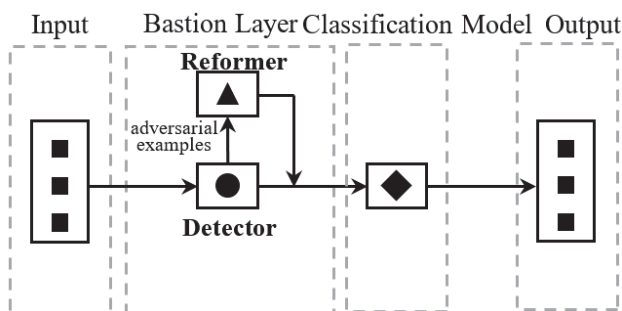 Input Bastion Layer Classification Model Output
Reformer
adversarial
examples
Detector